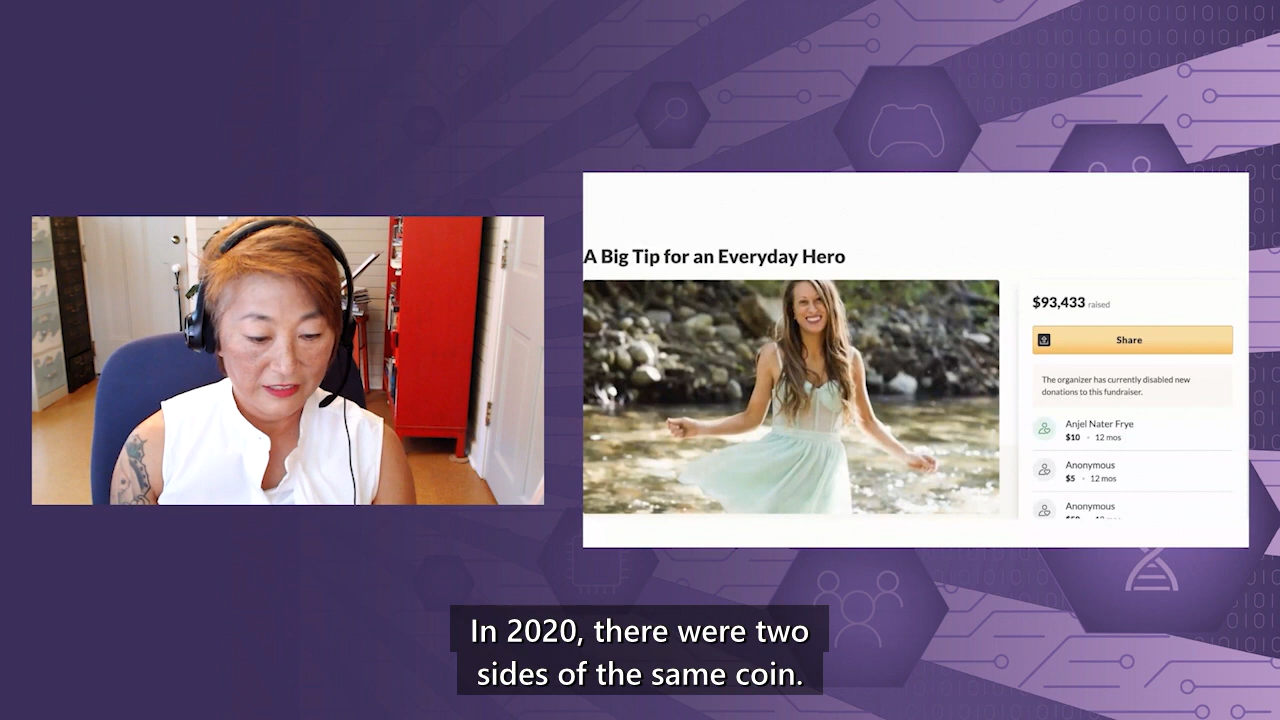 A Big Tip for an Everyday Hero
$93,433 raised
Share
The organizer has currently disabled new
donations to this fundraiser.
Anjel Nater Frye
$10 • 12 mos
Anonymous
$5 • 12 mos
Anonymous
In 2020, there were two
sides of the same coin.